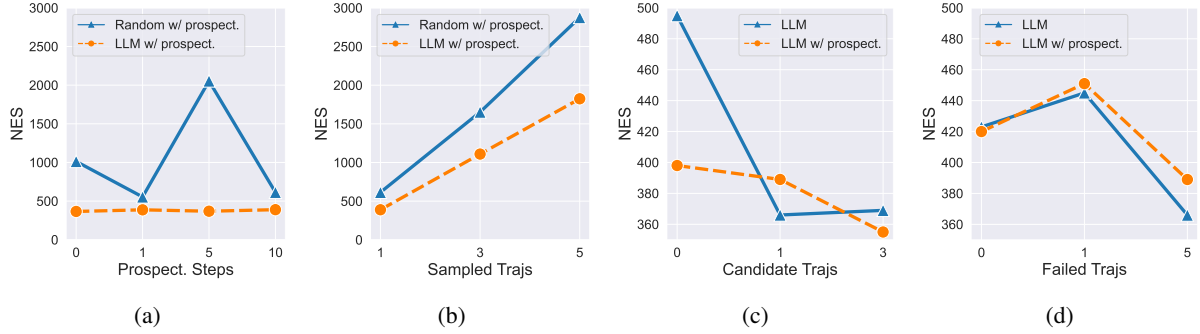 3000
2500
2000
1500
1000
500
0
NES
Random w/ prospect.
LLM w/ prospect.
0 1 5 10
Prospect. Steps
(a)
3000
2500
2000
1500
1000
500
0
NES
Random w/ prospect.
LLM w/ prospect.
1 3 5
Sampled Trajs
(b)
500
480
460
440
420
400
380
360
NES
LLM
LLM w/ prospect.
0 1 3
Candidate Trajs
(c)
500
480
460
440
420
400
380
360
NES
LLM
LLM w/ prospect.
0 1 5
Failed Trajs
(d)